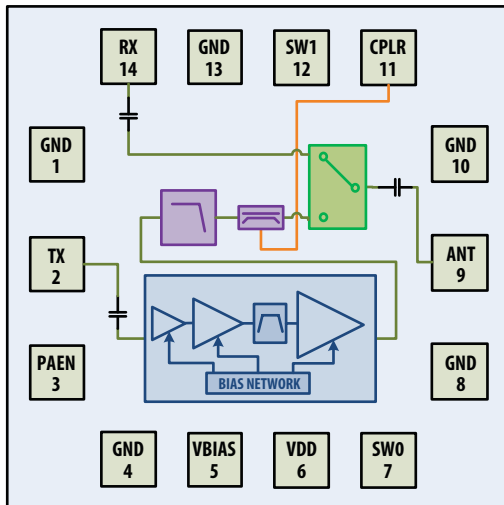 RX
14
GND
13
SW1
12
CPLR
11
GND
1
GND
10
TX
2
ANT
9
PAEN
3
GND
8
BIAS NETWORK
GND
4
VBIAS
5
VDD
6
SW0
7